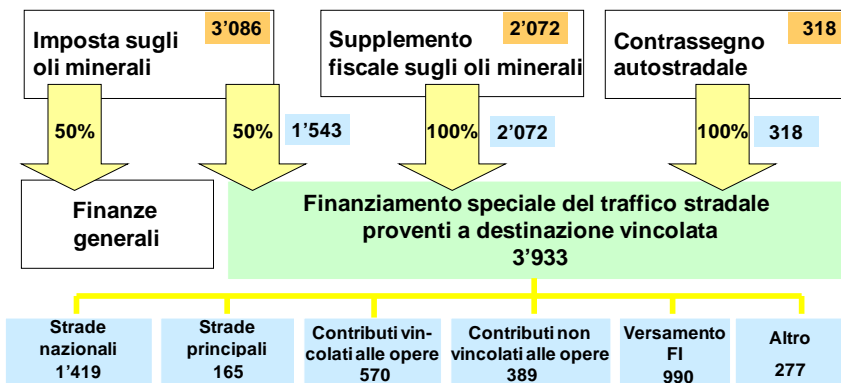 Imposta sugli
oli minerali
3’086
Supplemento
fiscale sugli oli minerali
2’072
Contrassegno
autostradale
318
50%
50%
1’543
100%
2’072
100%
318
Finanze
generali
Finanziamento speciale del traffico stradale
proventi a destinazione vincolata
3’933
Strade
nazionali
1’419
Strade
principali
165
Contributi vin-
colati alle opere
570
Contributi non
vincolati alle opere
389
Versamento
FI
990
Altro
277